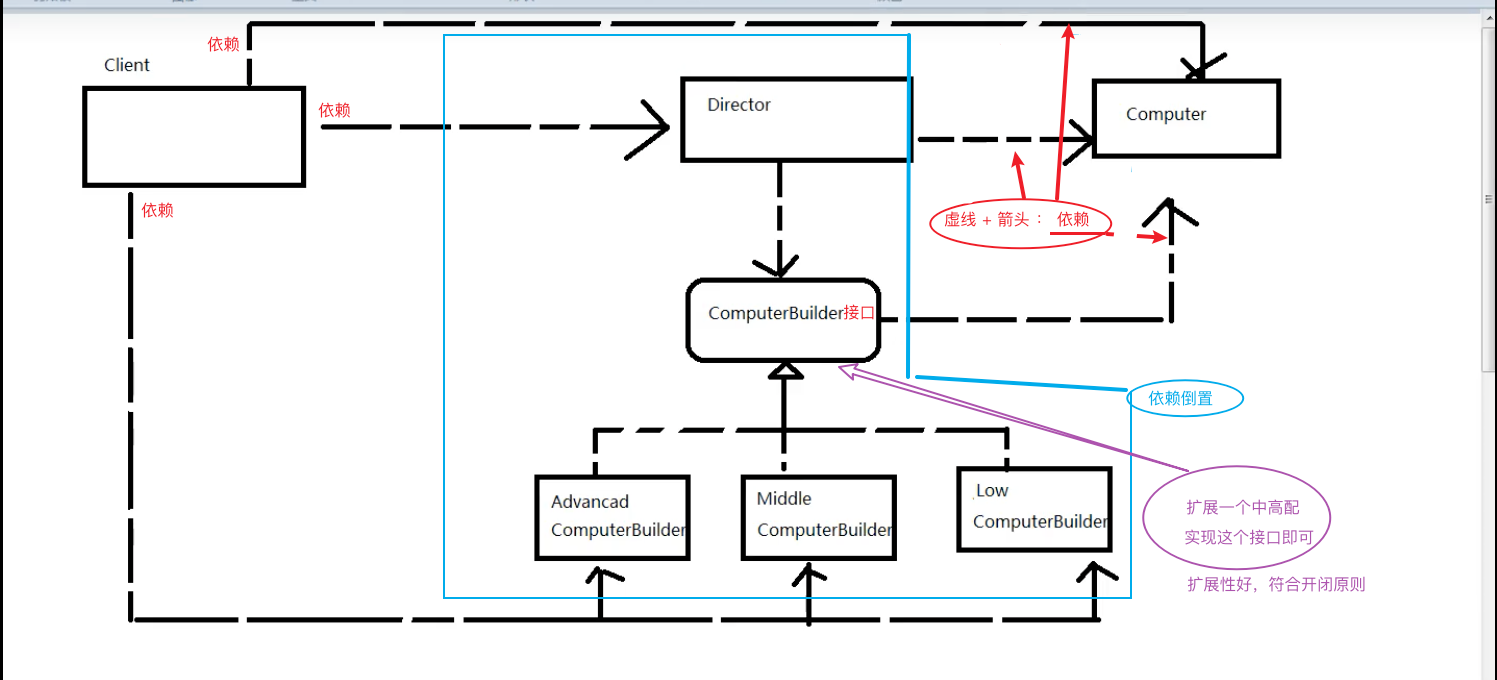 依赖
Client
依赖
Director
Computer
依赖
虚线 + 箭头： 依赖
ComputerBuilder接口
依赖倒置
Advancad
ComputerBuilder
Middle
ComputerBuilder
Low
ComputerBuilder
扩展一个中高配
实现这个接口即可
扩展性好，符合开闭原则